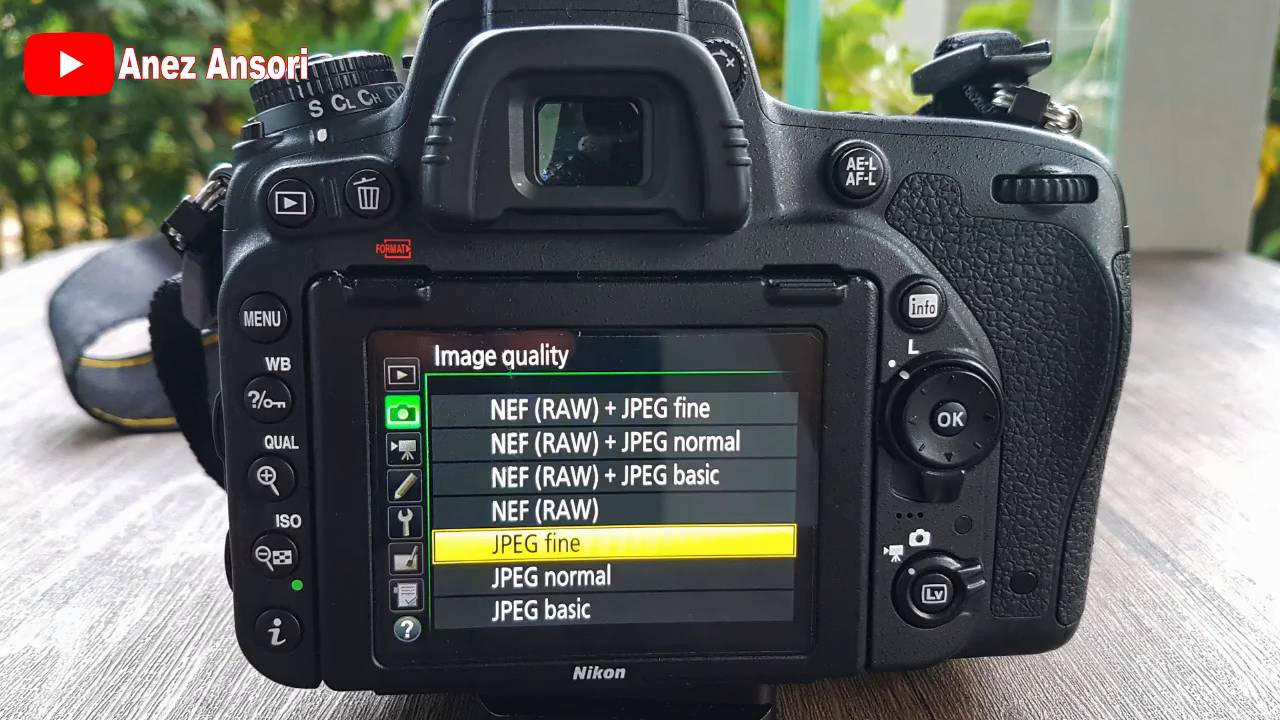 Anez Ansori
S CL CH
AE-L
AF-L
FORMAT
info
MENU
L
WB
?
OK
QUAL
ISO
Lv
i
Image quality
NEF (RAW) + JPEG fine
NEF (RAW) + JPEG normal
NEF (RAW) + JPEG basic
NEF (RAW)
JPEG fine
JPEG normal
JPEG basic
?
Nikon